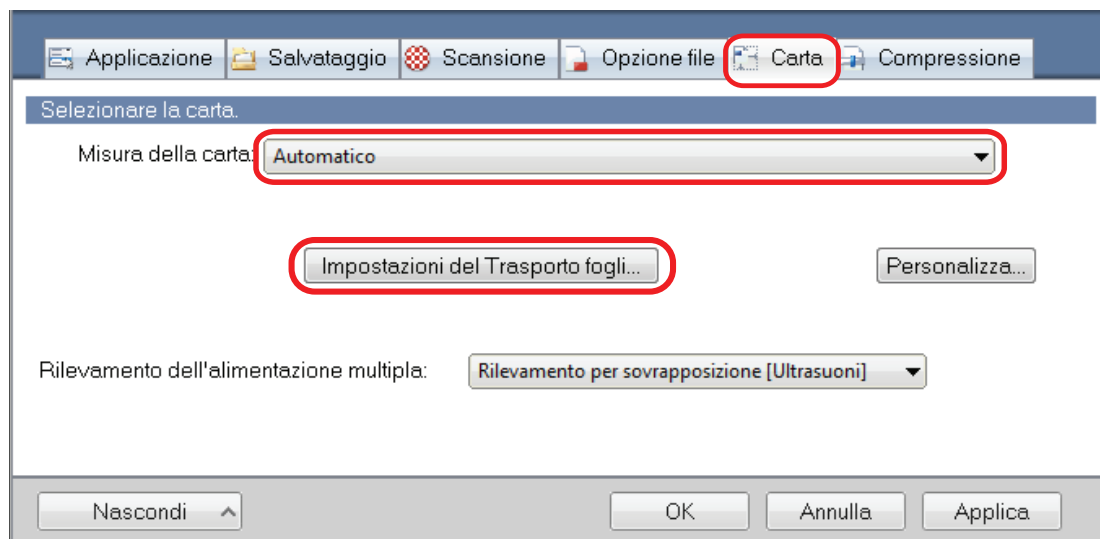 Applicazione Salvataggio Scansione Opzione file Carta Compressione
Selezionare la carta.
Misura della carta: Automatico
Impostazioni del Trasporto fogli... Personalizza...
Rilevamento dell'alimentazione multipla: Rilevamento per sovrapposizione [Ultrasuoni]
Nascondi OK Annulla Applica